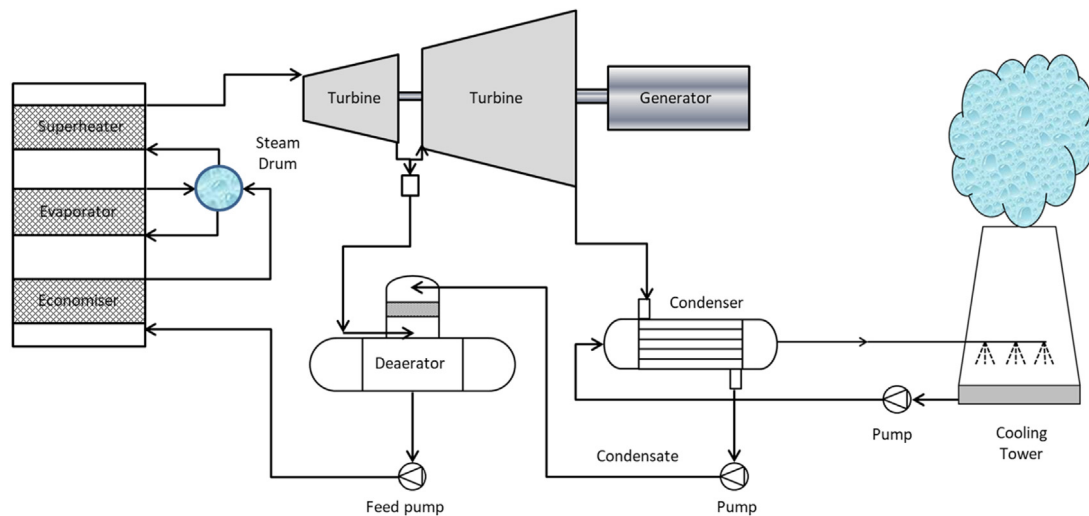 Turbine
Turbine
Generator
Superheater
Steam
Drum
Evaporator
Economiser
Condenser
Deaerator
Pump
Cooling
Tower
Condensate
Feed pump
Pump